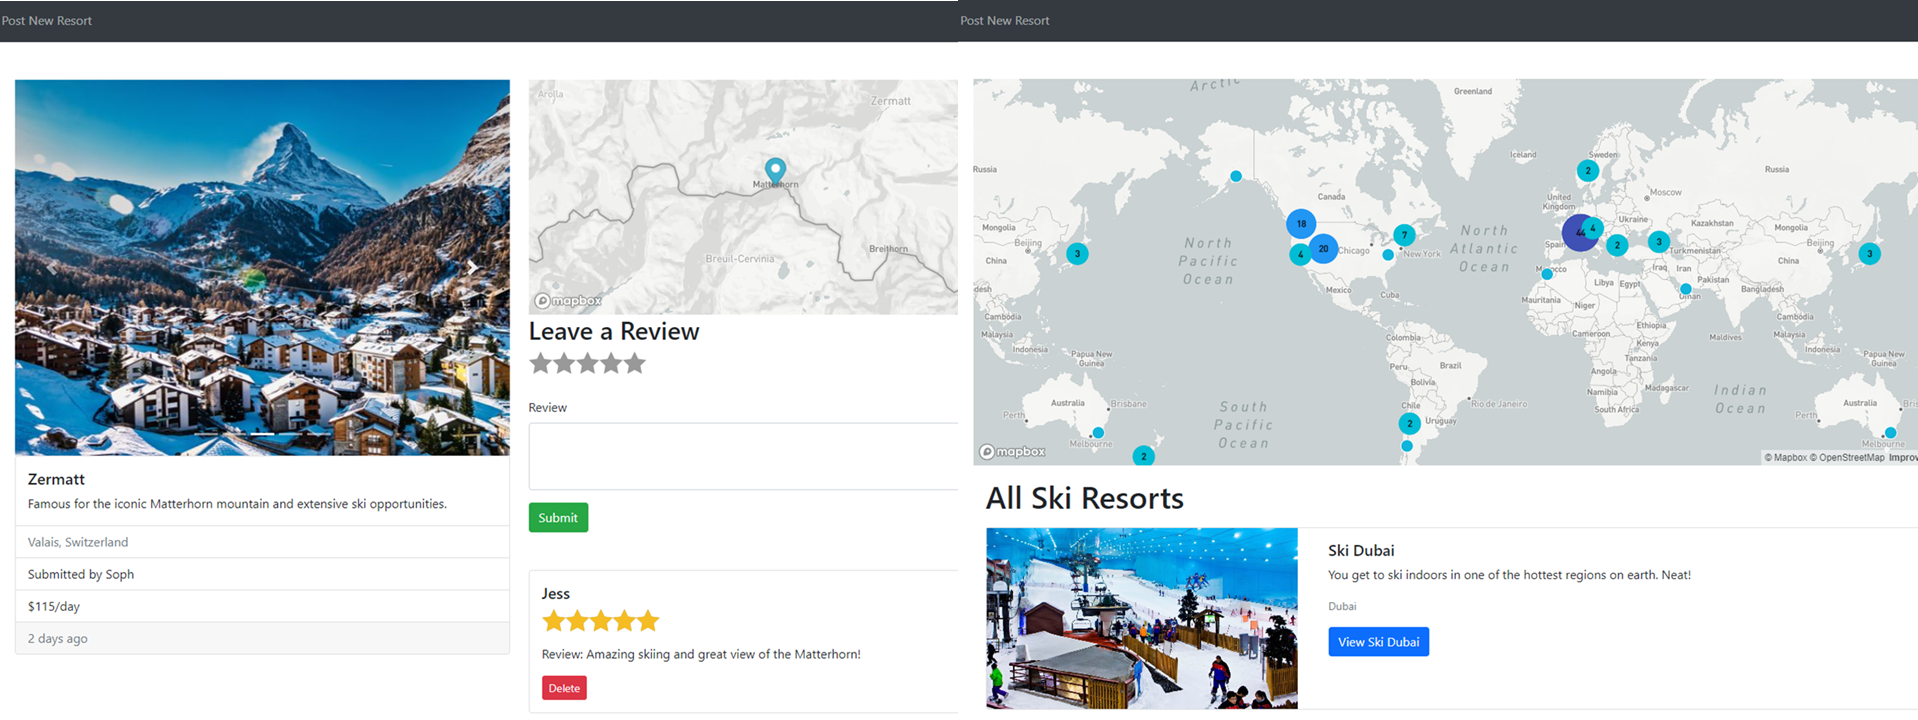 Post New Resort
Arolla
Zermatt
Matterhorn
Breithorn
Breuil-Cervinia
mapbox
Leave a Review
Review
Submit
Zermatt
Famous for the iconic Matterhorn mountain and extensive ski opportunities.
Valais, Switzerland
Submitted by Soph
$115/day
2 days ago
Jess
Review: Amazing skiing and great view of the Matterhorn!
Delete
Post New Resort
Arctic
Greenland
Iceland
Sweden
2
Russia
Russia
Moscow
Canada
United
Kingdom
18
44
4
Ukraine
Kazakhstan
Mongolia
Mongolia
Beijing
Beijing
North
Pacific
Ocean
North
Atlantic
Ocean
7
20
4
Chicago
New York
Spain
2
3
Turkmenistan
3
3
China
China
Morocco
Iraq
Iran
Pakistan
desh
Bangladesh
Mexico
Cuba
Libya
Egypt
Oman
Mauritania
Niger
Cambodia
Cambodia
Malaysia
Malaysia
Indonesia
Indonesia
Papua New
Guinea
Papua New
Guinea
Colombia
Cameroon
Ethiopia
Kenya
Tanzania
Maldives
Peru
Brazil
Bolivia
Angola
Namibia
Madagascar
South Africa
Indian
Ocean
Chile
Rio de Janeiro
Uruguay
2
South
Pacific
Ocean
Australia
Brisbane
Perth
Melbourne
2
Australia
Bris
Perth
Melbourne
mapbox
© Mapbox © OpenStreetMap Improv
All Ski Resorts
Ski Dubai
You get to ski indoors in one of the hottest regions on earth. Neat!
Dubai
View Ski Dubai